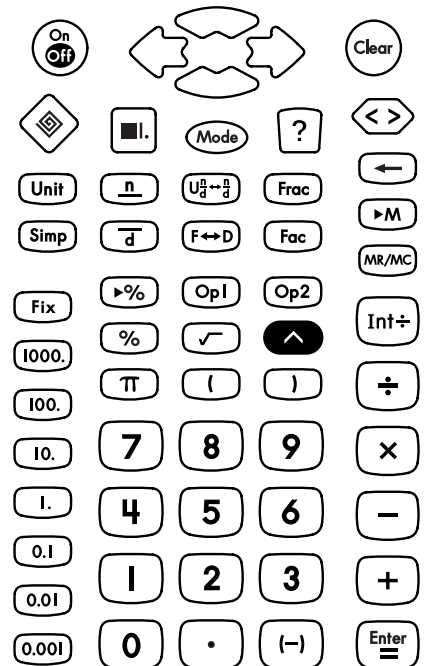 On
Off
Clear
■I.
Mode
?
< >
←
Unit
n
U n/d ↔ n/d
Frac
▸M
Simp
d
F↔D
Fac
MR/MC
Fix
▸%
Op1
Op2
Int÷
%
√
^
1000.
π
(
)
÷
100.
7
8
9
×
10.
4
5
6
−
1.
0.1
1
2
3
+
0.01
0
.
(−)
Enter
=
0.001